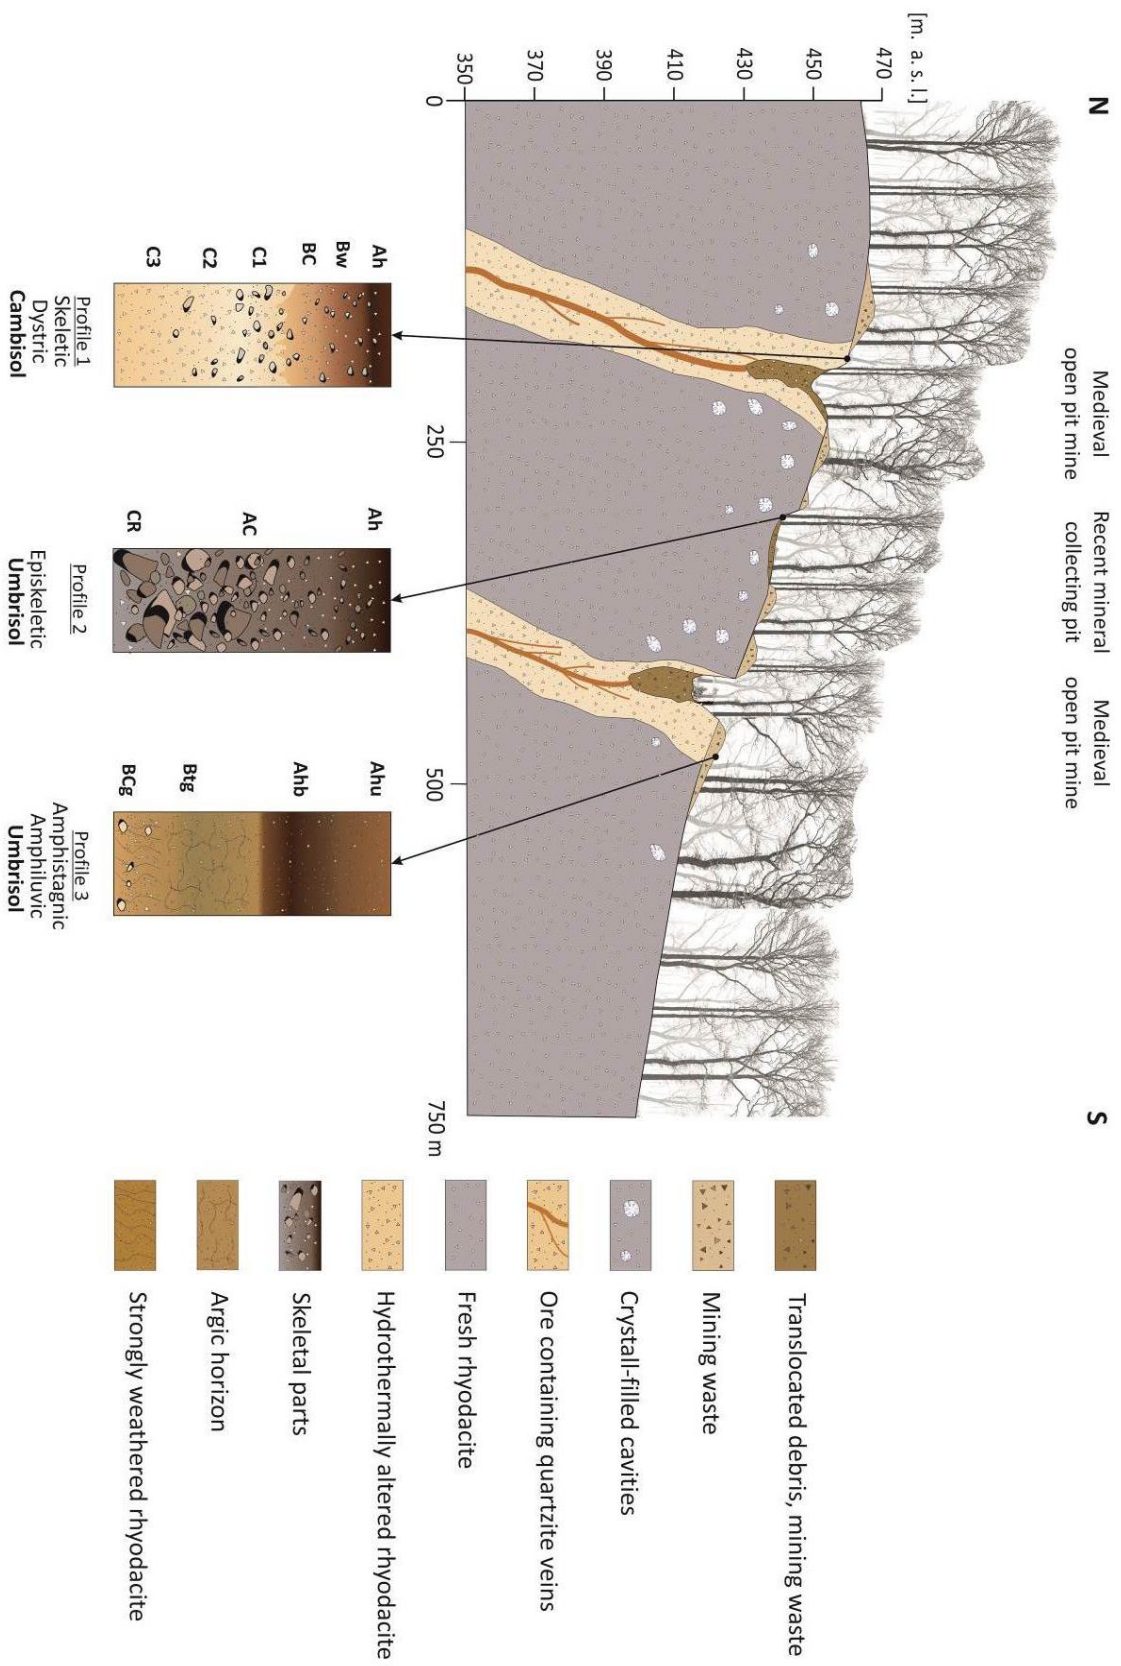 N
S
Medieval
open pit mine
Recent mineral
collecting pit
Medieval
open pit mine
[m. a. s. l.]
470
450
430
410
390
370
350
0
250
500
750 m
Ah
Bw
BC
C1
C2
C3
Profile 1
Skeletic
Dystric
Cambisol
Ah
AC
CR
Profile 2
Episkeletic
Umbrisol
Ahu
Ahb
Btg
BCg
Profile 3
Amphistagnic
Amphiluvic
Umbrisol
Translocated debris, mining waste
Mining waste
Crystall-filled cavities
Ore containing quartzite veins
Fresh rhyodacite
Hydrothermally altered rhyodacite
Skeletal parts
Argic horizon
Strongly weathered rhyodacite